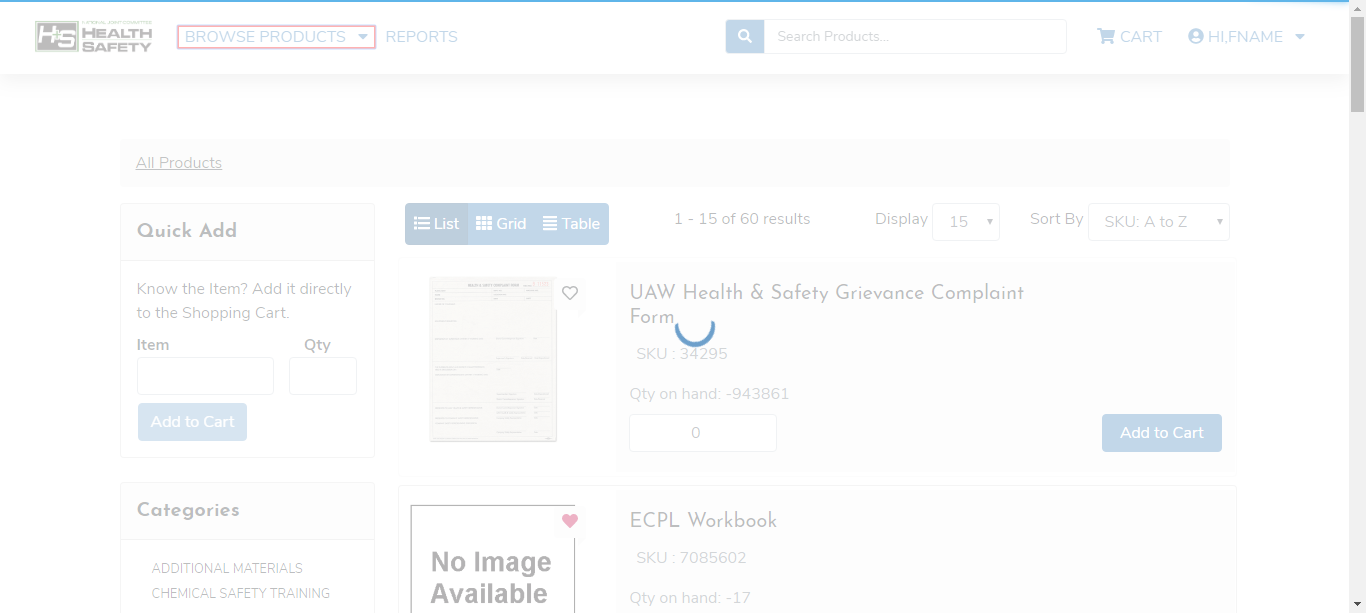 HEALTH
SAFETY
H+S
BROWSE PRODUCTS
REPORTS
Search Products...
CART
HI,FNAME
All Products
Quick Add
Know the Item? Add it directly
to the Shopping Cart.
Item
Qty
Add to Cart
List
Grid
Table
1 - 15 of 60 results
Display
15
Sort By
SKU: A to Z
UAW Health & Safety Grievance Complaint
Form
SKU : 34295
Qty on hand: -943861
0
Add to Cart
Categories
ADDITIONAL MATERIALS
CHEMICAL SAFETY TRAINING
No Image
Available
ECPL Workbook
SKU : 7085602
Qty on hand: -17